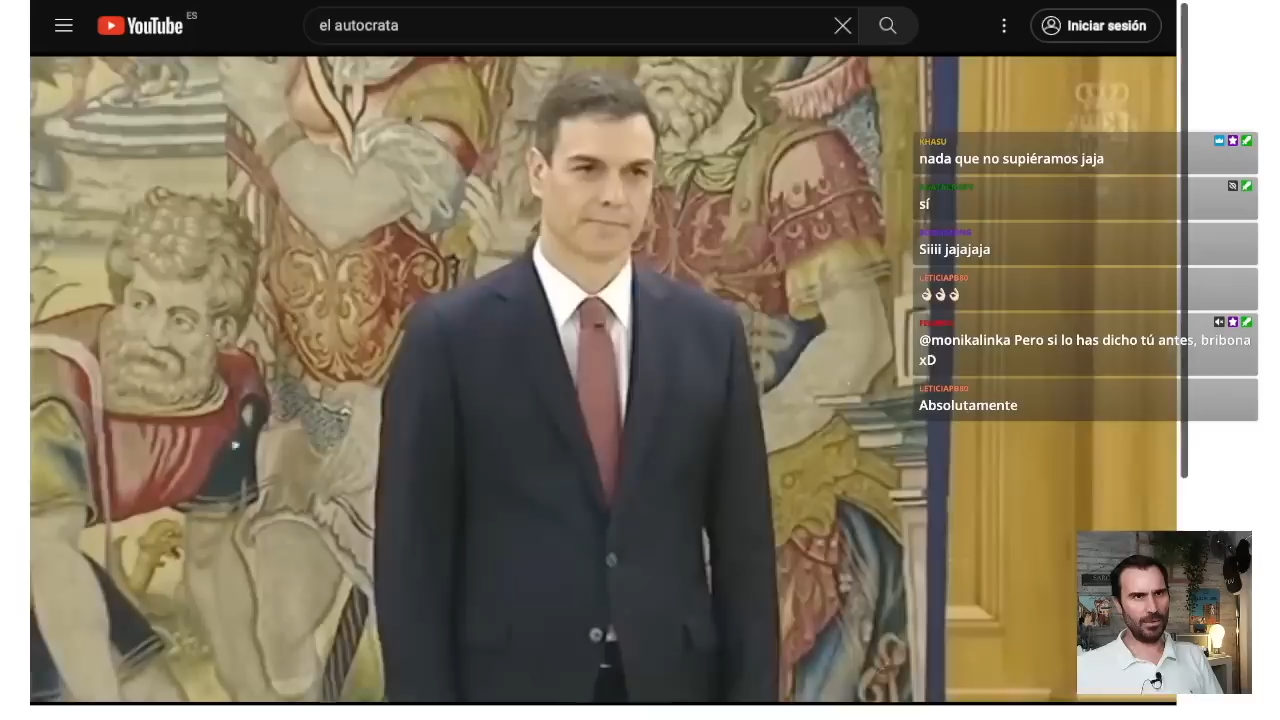 YouTube
ES
el autocrata
Iniciar sesión
KHASU
nada que no supiéramos jaja
sí
Siiii jajajaja
LETICIAPB80
👌🏻👌🏻👌🏻
@monikalinka Pero si lo has dicho tú antes, bribona
xD
LETICIAPB80
Absolutamente